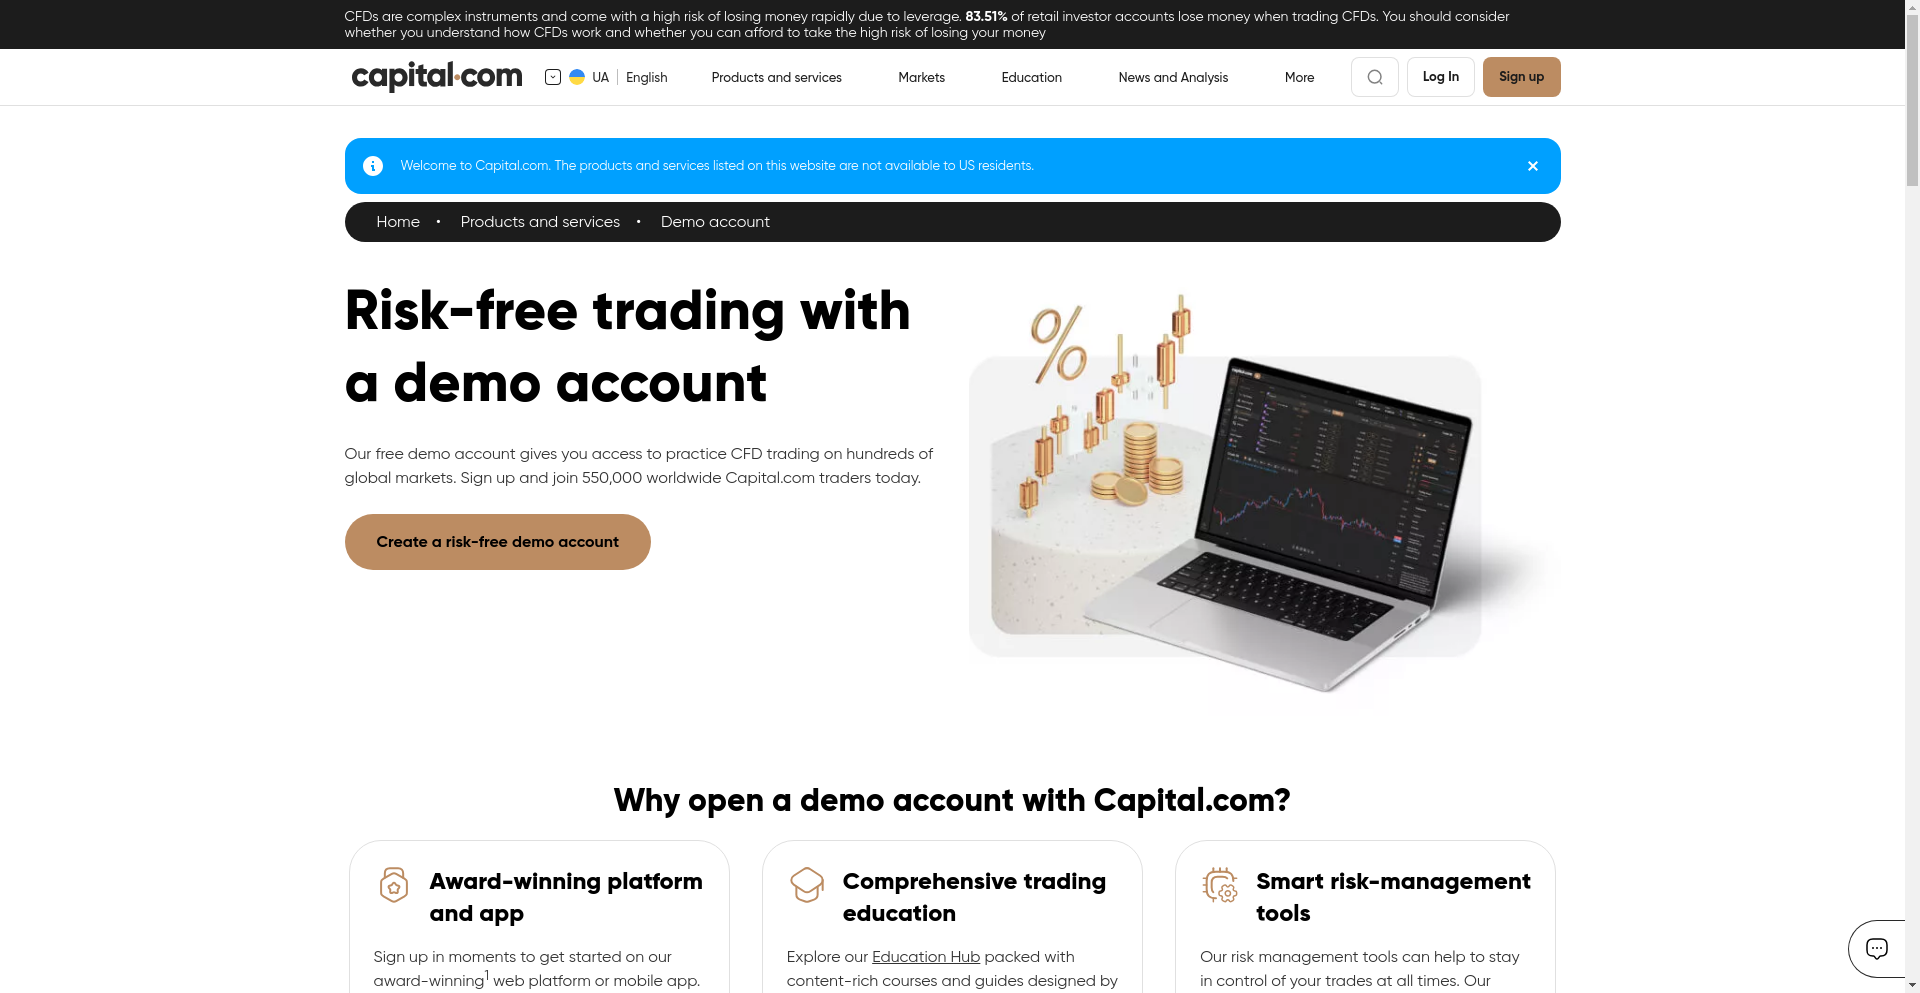 CFDs are complex instruments and come with a high risk of losing money rapidly due to leverage. 83.51% of retail investor accounts lose money when trading CFDs. You should consider
whether you understand how CFDs work and whether you can afford to take the high risk of losing your money
capital.com
UA English
Products and services
Markets
Education
News and Analysis
More
Log In
Sign up
Welcome to Capital.com. The products and services listed on this website are not available to US residents.
Home • Products and services • Demo account
Risk-free trading with
a demo account
Our free demo account gives you access to practice CFD trading on hundreds of
global markets. Sign up and join 550,000 worldwide Capital.com traders today.
Create a risk-free demo account
Why open a demo account with Capital.com?
Award-winning platform
and app
Sign up in moments to get started on our
award-winning1 web platform or mobile app.
Comprehensive trading
education
Explore our Education Hub packed with
content-rich courses and guides designed by
Smart risk-management
tools
Our risk management tools can help to stay
in control of your trades at all times. Our